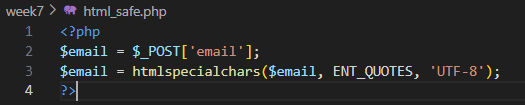 week7 > html_safe.php
1 <?php
2 $email = $_POST['email'];
3 $email = htmlspecialchars($email, ENT_QUOTES, 'UTF-8');
4 ?>